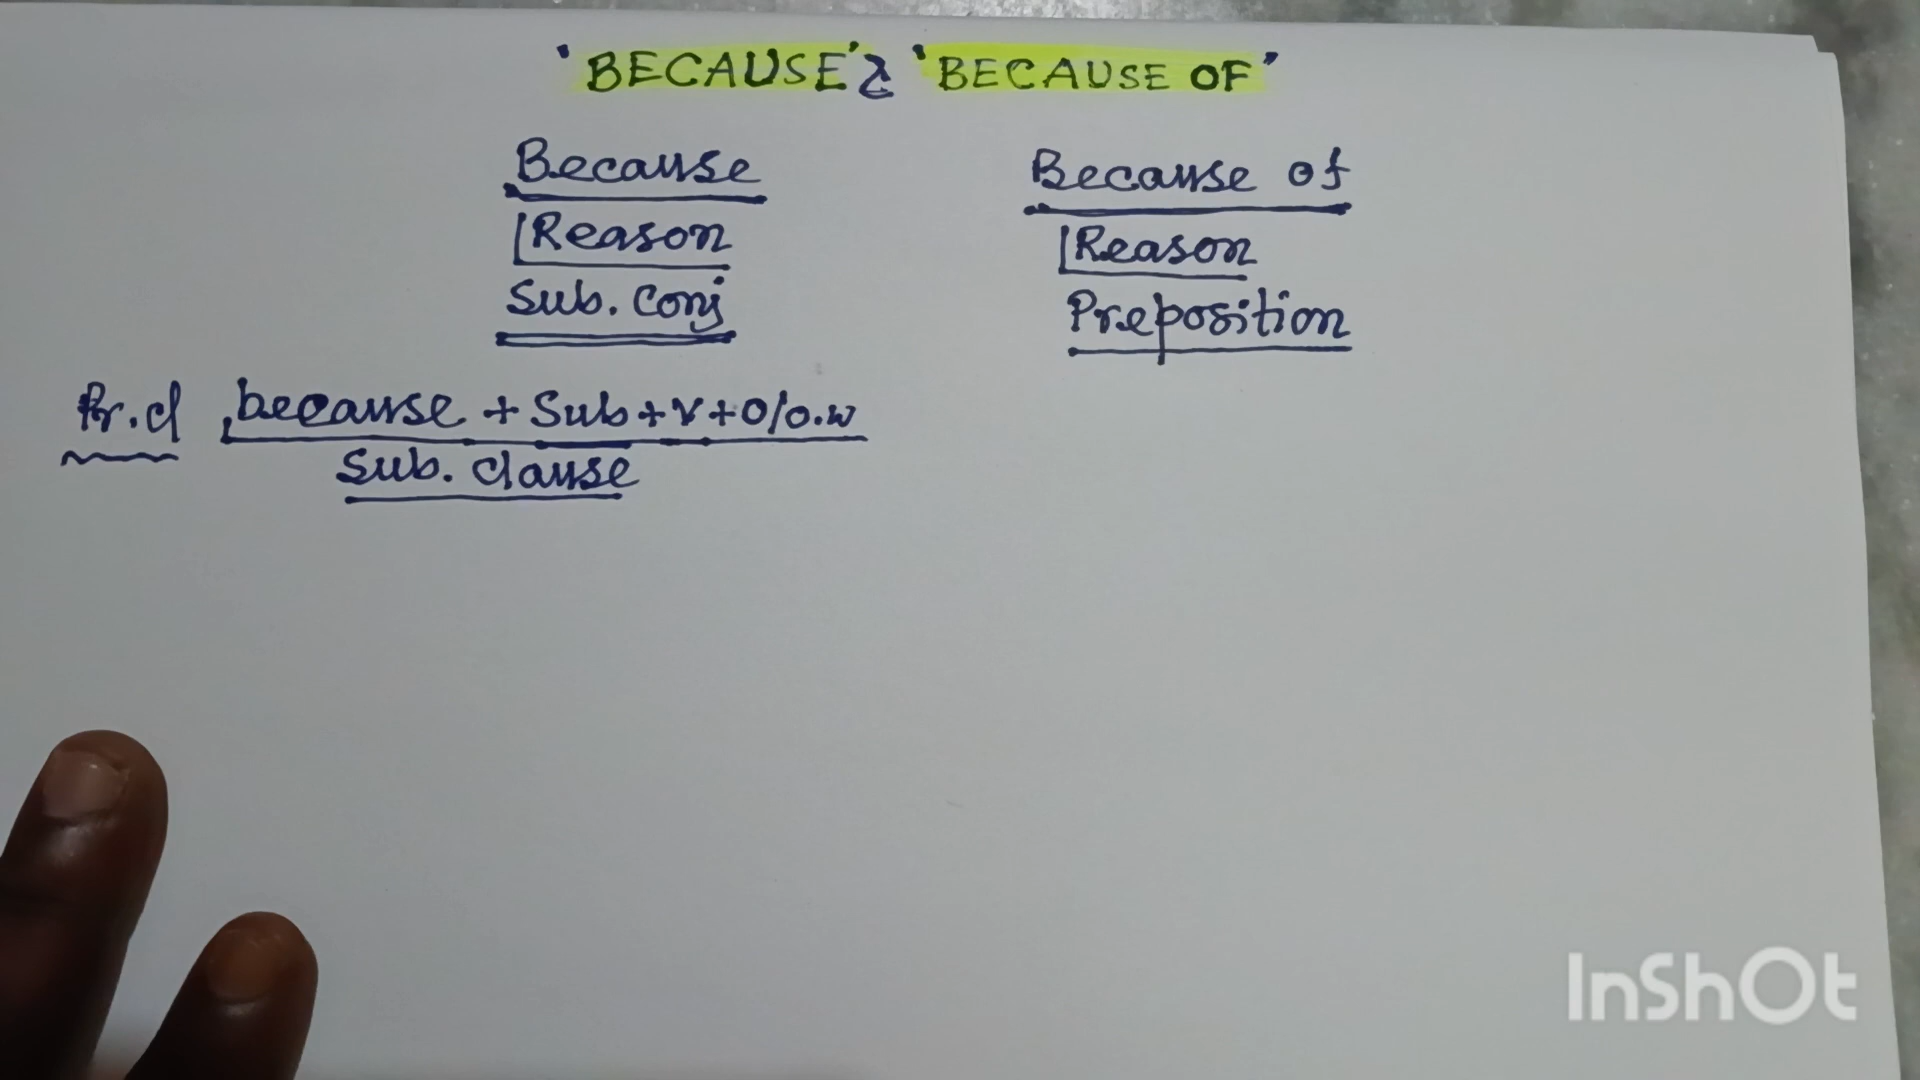 'BECAUSE' & 'BECAUSE OF'
Because
Reason
Sub. Conj
Because of
Reason
Preposition
Pr.cl because + Sub + V + O/O.W
Sub. clause
InShOt